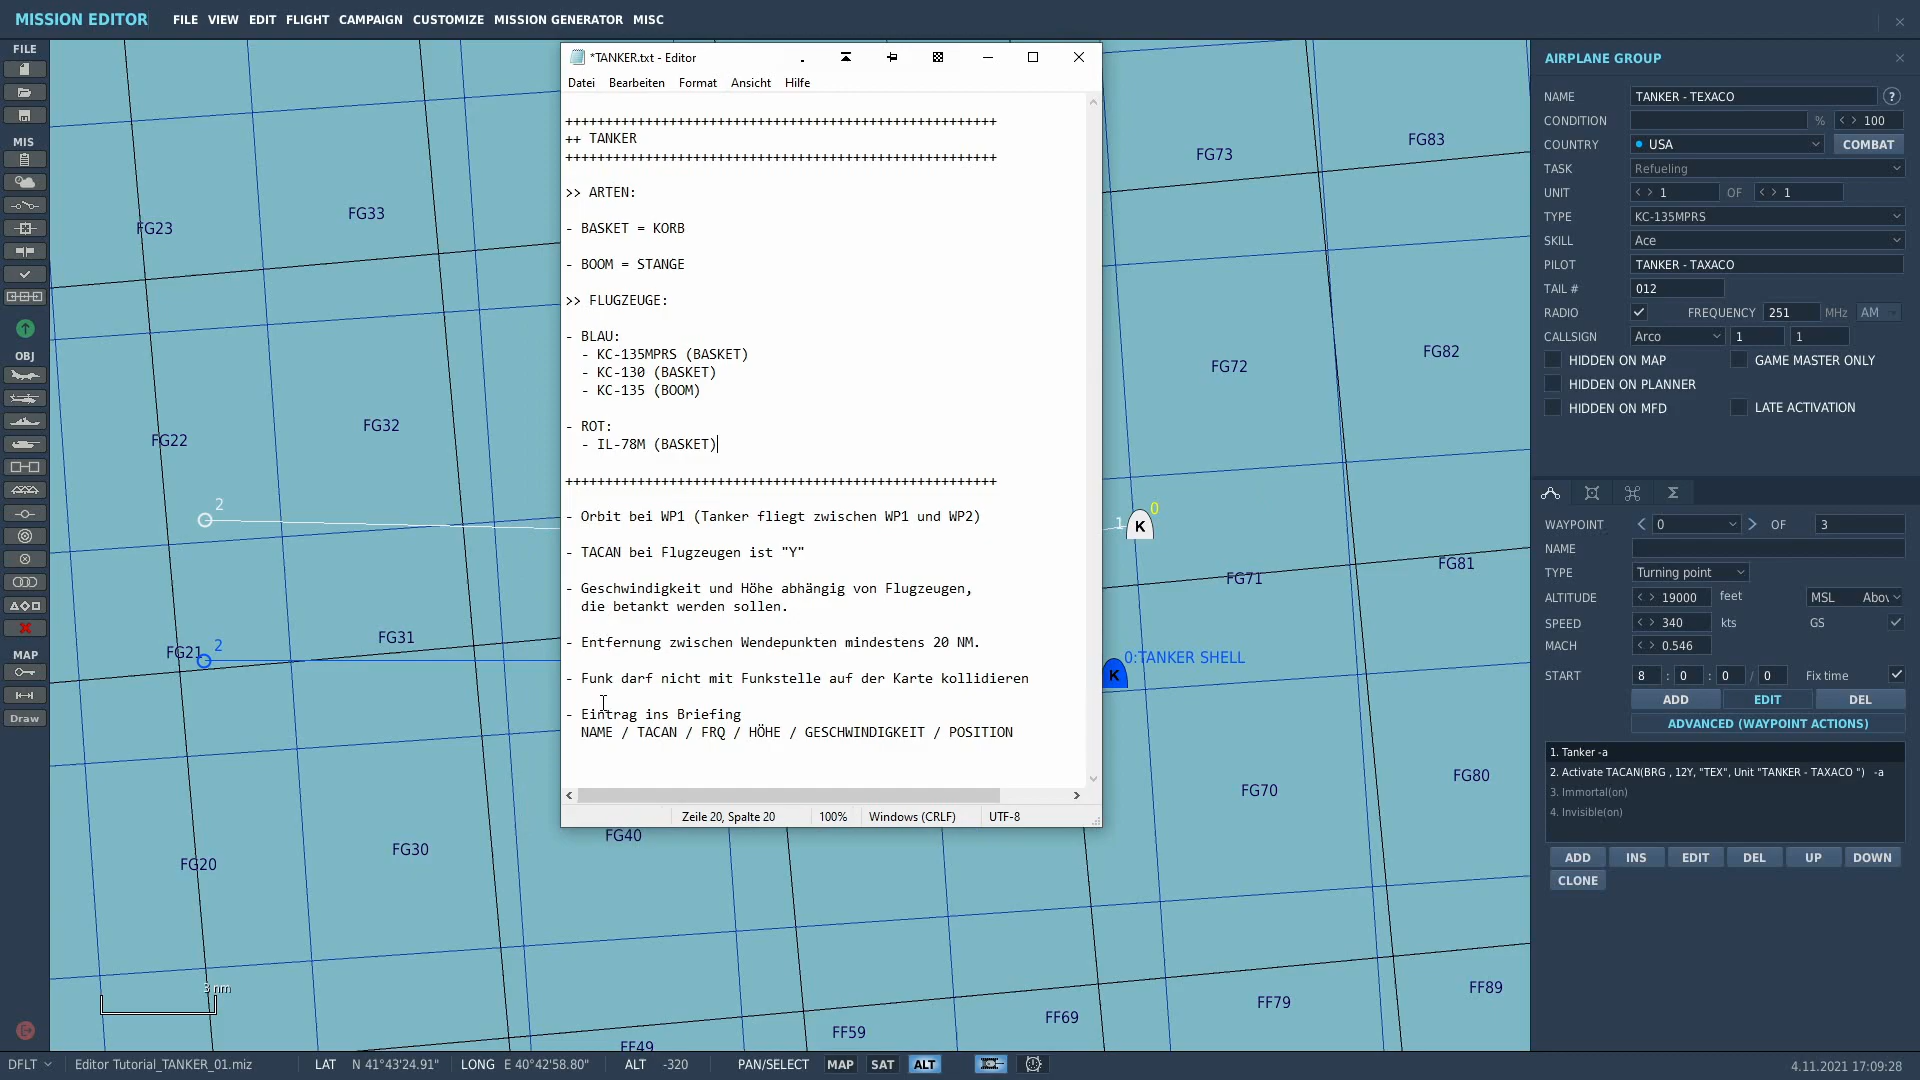 MISSION EDITOR FILE VIEW EDIT FLIGHT CAMPAIGN CUSTOMIZE MISSION GENERATOR MISC
FILE
MIS
OBJ
MAP
Draw
*TANKER.txt - Editor
Datei Bearbeiten Format Ansicht Hilfe
++++++++++++++++++++++++++++++++++++++++++++++++++++++
++ TANKER
++++++++++++++++++++++++++++++++++++++++++++++++++++++
>> ARTEN:
- BASKET = KORB
- BOOM = STANGE
>> FLUGZEUGE:
- BLAU:
- KC-135MPRS (BASKET)
- KC-130 (BASKET)
- KC-135 (BOOM)
- ROT:
- IL-78M (BASKET)
++++++++++++++++++++++++++++++++++++++++++++++++++++++
- Orbit bei WP1 (Tanker fliegt zwischen WP1 und WP2)
- TACAN bei Flugzeugen ist "Y"
- Geschwindigkeit und Höhe abhängig von Flugzeugen,
die betankt werden sollen.
- Entfernung zwischen Wendepunkten mindestens 20 NM.
- Funk darf nicht mit Funkstelle auf der Karte kollidieren
- Eintrag ins Briefing
NAME / TACAN / FRQ / HÖHE / GESCHWINDIGKEIT / POSITION
Zeile 20, Spalte 20 100% Windows (CRLF) UTF-8
FG23 FG33 FG73 FG83
FG22 FG32 FG72 FG82
2 1 K 0
FG21 2 FG31 FG71 FG81
K 0:TANKER SHELL
FG20 FG30 FG40 FG70 FG80
3 nm
FF49 FF59 FF69 FF79 FF89
AIRPLANE GROUP
NAME TANKER - TEXACO ?
CONDITION % < > 100
COUNTRY USA COMBAT
TASK Refueling
UNIT < > 1 OF < > 1
TYPE KC-135MPRS
SKILL Ace
PILOT TANKER - TAXACO
TAIL # 012
RADIO FREQUENCY 251 MHz AM
CALLSIGN Arco 1 1
HIDDEN ON MAP GAME MASTER ONLY
HIDDEN ON PLANNER
HIDDEN ON MFD LATE ACTIVATION
WAYPOINT < 0 > OF 3
NAME
TYPE Turning point
ALTITUDE < > 19000 feet MSL Abov
SPEED < > 340 kts GS
MACH < > 0.546
START 8 : 0 : 0 / 0 Fix time
ADD EDIT DEL
ADVANCED (WAYPOINT ACTIONS)
1. Tanker -a
2. Activate TACAN(BRG , 12Y, "TEX", Unit "TANKER - TAXACO ") -a
3. Immortal(on)
4. Invisible(on)
ADD INS EDIT DEL UP DOWN
CLONE
DFLT Editor Tutorial_TANKER_01.miz LAT N 41°43'24.91" LONG E 40°42'58.80" ALT -320 PAN/SELECT MAP SAT ALT 4.11.2021 17:09:28